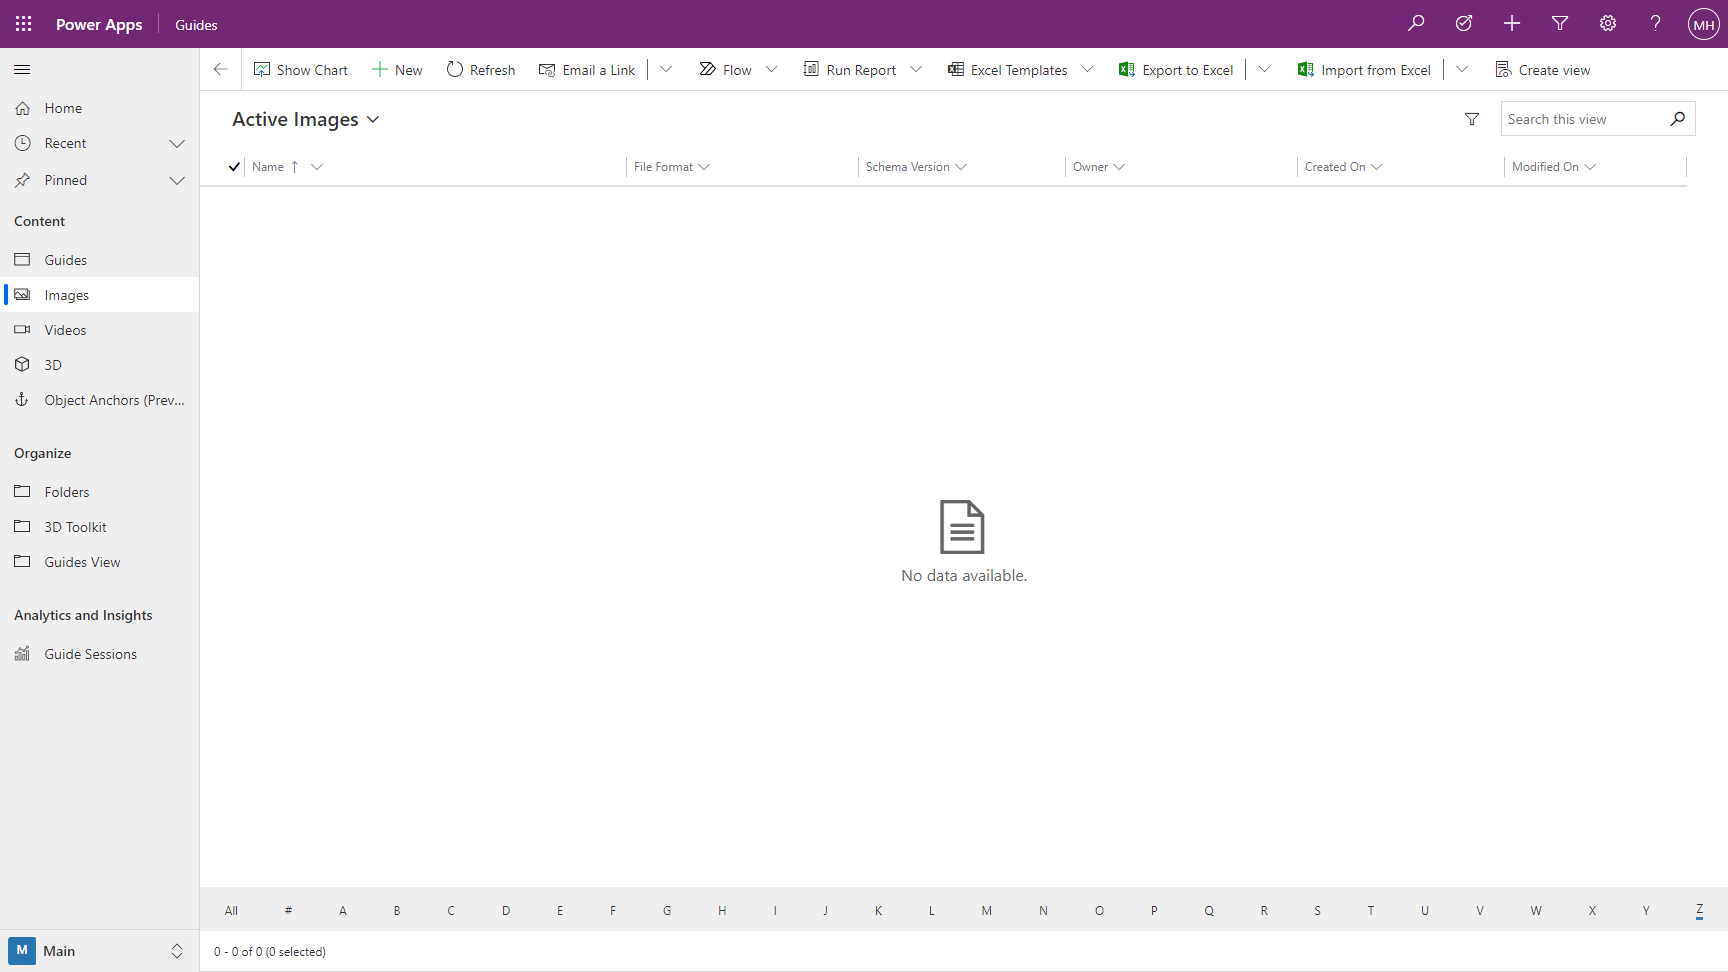 Power Apps
Guides
MH
Show Chart
New
Refresh
Email a Link
Flow
Run Report
Excel Templates
Export to Excel
Import from Excel
Create view
Home
Recent
Pinned
Content
Guides
Images
Videos
3D
Object Anchors (Prev...
Organize
Folders
3D Toolkit
Guides View
Analytics and Insights
Guide Sessions
M Main
Active Images
Search this view
Name File Format Schema Version Owner Created On Modified On
No data available.
All # A B C D E F G H I J K L M N O P Q R S T U V W X Y Z
0 - 0 of 0 (0 selected)